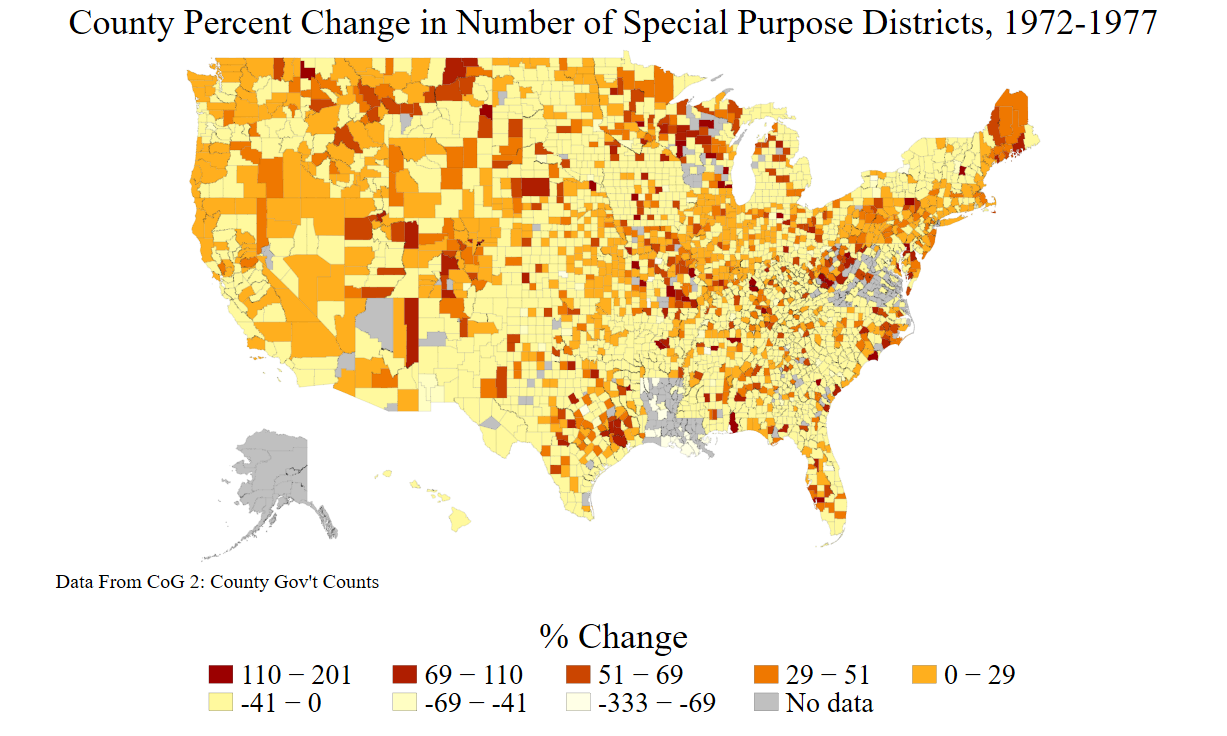 County Percent Change in Number of Special Purpose Districts, 1972-1977
Data From CoG 2: County Gov't Counts
% Change
110 − 201 69 − 110 51 − 69 29 − 51 0 − 29
-41 − 0 -69 − -41 -333 − -69 No data